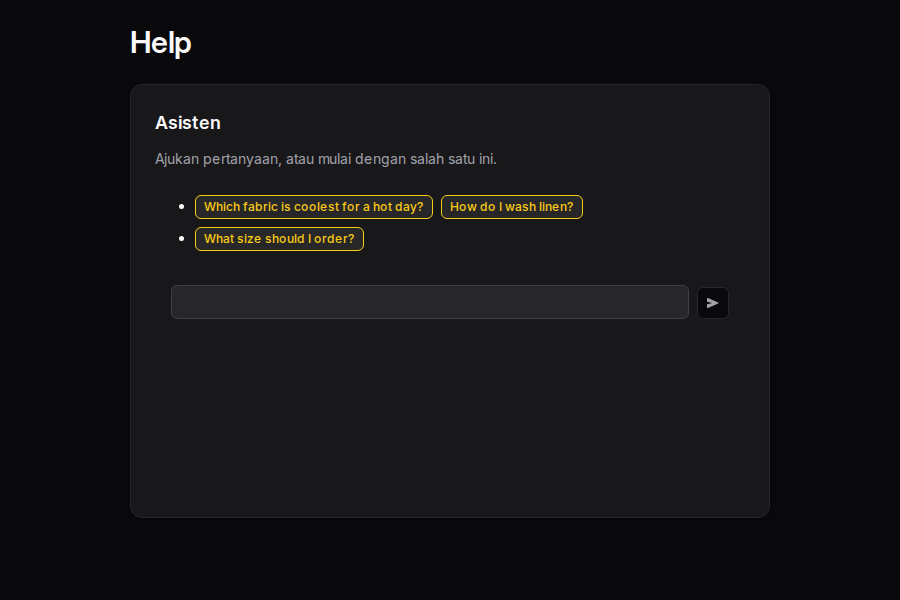 Help
Asisten
Ajukan pertanyaan, atau mulai dengan salah satu ini.
Which fabric is coolest for a hot day? How do I wash linen?
What size should I order?